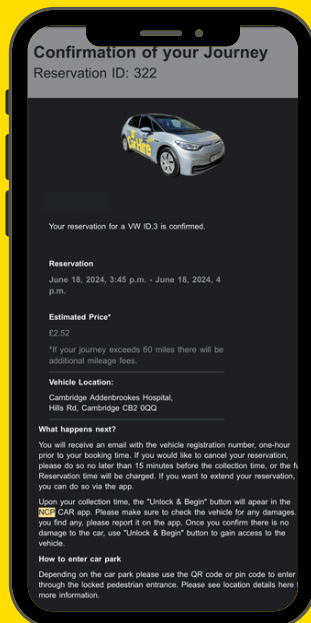 Confirmation of your Journey
Reservation ID: 322
Car Hire
Your reservation for a VW ID.3 is confirmed.
Reservation
June 18, 2024, 3:45 p.m. - June 18, 2024, 4
p.m.
Estimated Price*
£2.52
*If your journey exceeds 60 miles there will be
additional mileage fees.
Vehicle Location:
Cambridge Addenbrookes Hospital,
Hills Rd, Cambridge CB2 0QQ
What happens next?
You will receive an email with the vehicle registration number, one-hour
prior to your booking time. If you would like to cancel your reservation,
please do so no later than 15 minutes before the collection time, or the
Reservation time will be charged. If you want to extend your reservation,
you can do so via the app.
Upon your collection time, the "Unlock & Begin" button will apear in the
NCP CAR app. Please make sure to check the vehicle for any damages.
you find any, please report it on the app. Once you confirm there is no
damage to the car, use "Unlock & Begin" button to gain access to the
vehicle.
How to enter car park
Depending on the car park please use the QR code or pin code to enter
through the locked pedestrian entrance. Please see location details here
more information.